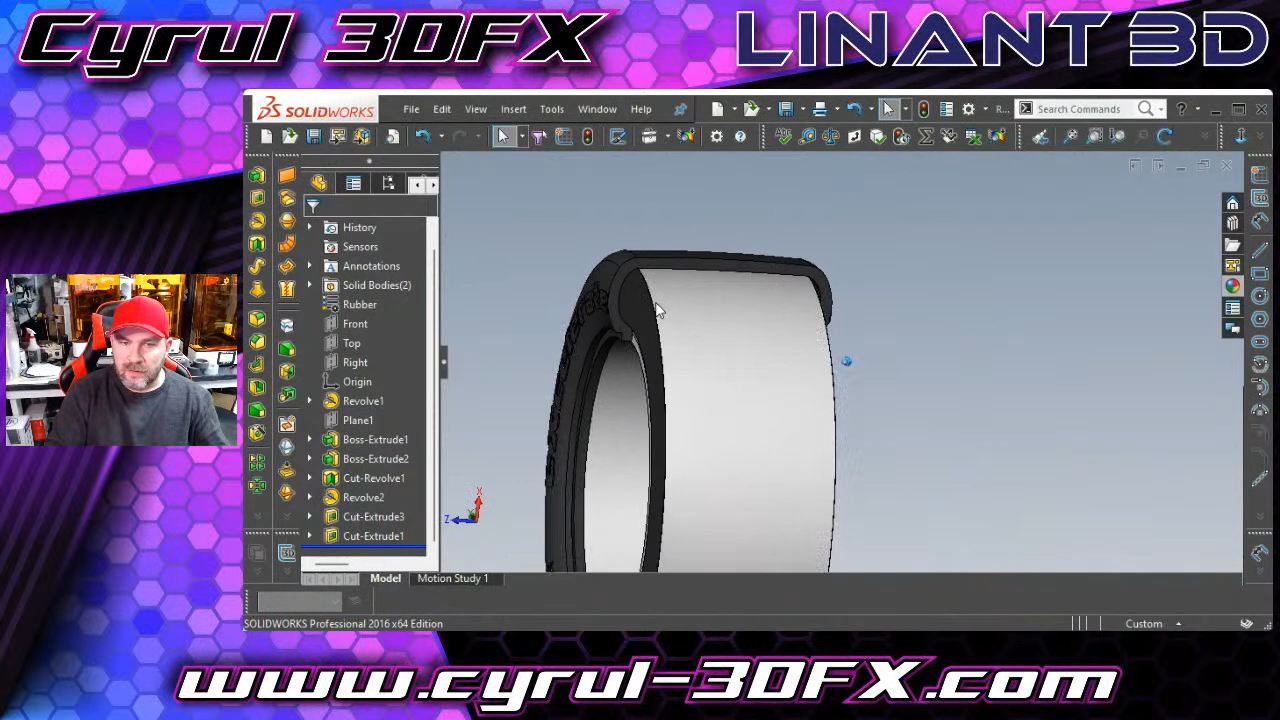 Cyrul 3DFX
LINANT 3D
SOLIDWORKS
File Edit View Insert Tools Window Help
R...
Search Commands
History
Sensors
Annotations
Solid Bodies(2)
Rubber
Front
Top
Right
Origin
Revolve1
Plane1
Boss-Extrude1
Boss-Extrude2
Cut-Revolve1
Revolve2
Cut-Extrude3
Cut-Extrude1
X
Z
Y
Model Motion Study 1
SOLIDWORKS Professional 2016 x64 Edition
Custom
www.cyrul-3DFX.com